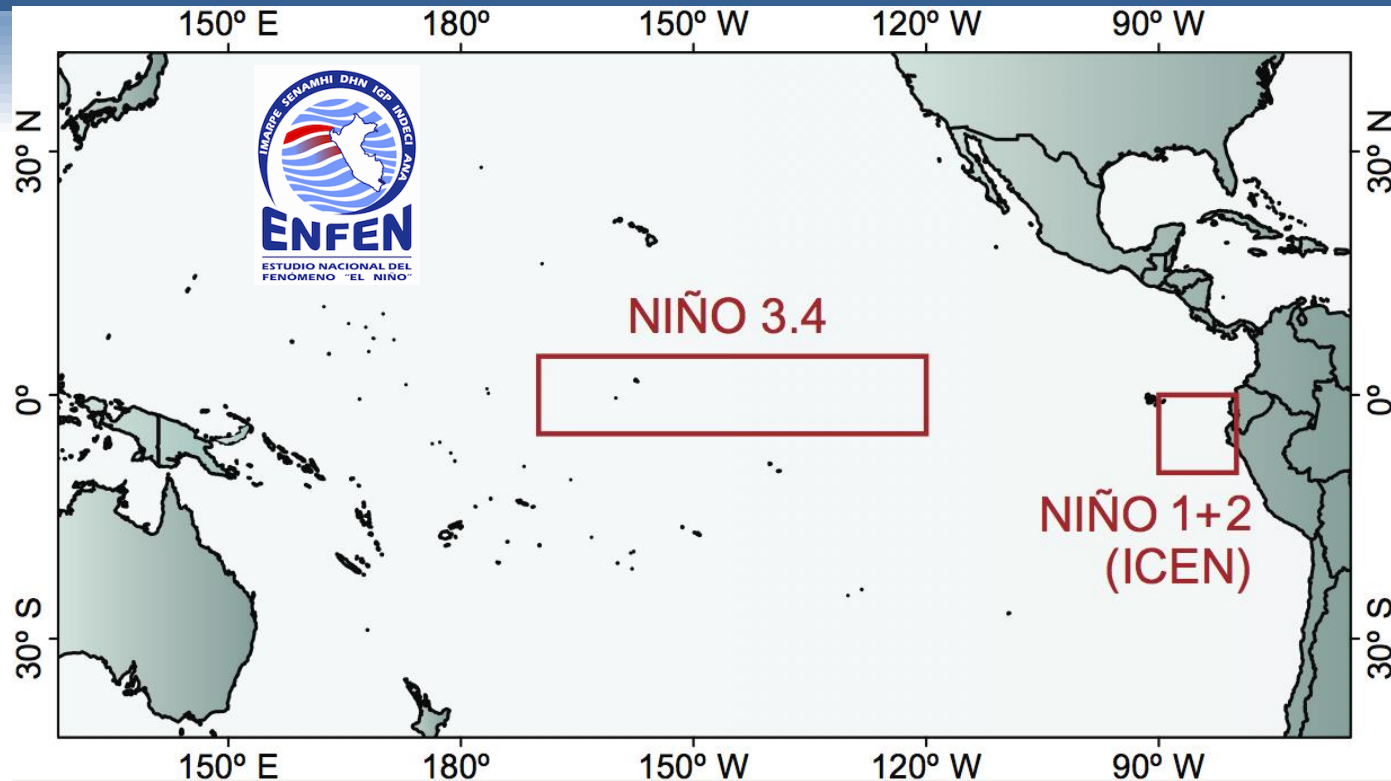 150º E 180º 150º W 120º W 90º W
30º N
0º
30º S
IMARPE SENAMHI DHN IGP INDECI ANA
ENFEN
ESTUDIO NACIONAL DEL
FENÓMENO "EL NIÑO"
NIÑO 3.4
NIÑO 1+2
(ICEN)
30º N
0º
30º S
150º E 180º 150º W 120º W 90º W